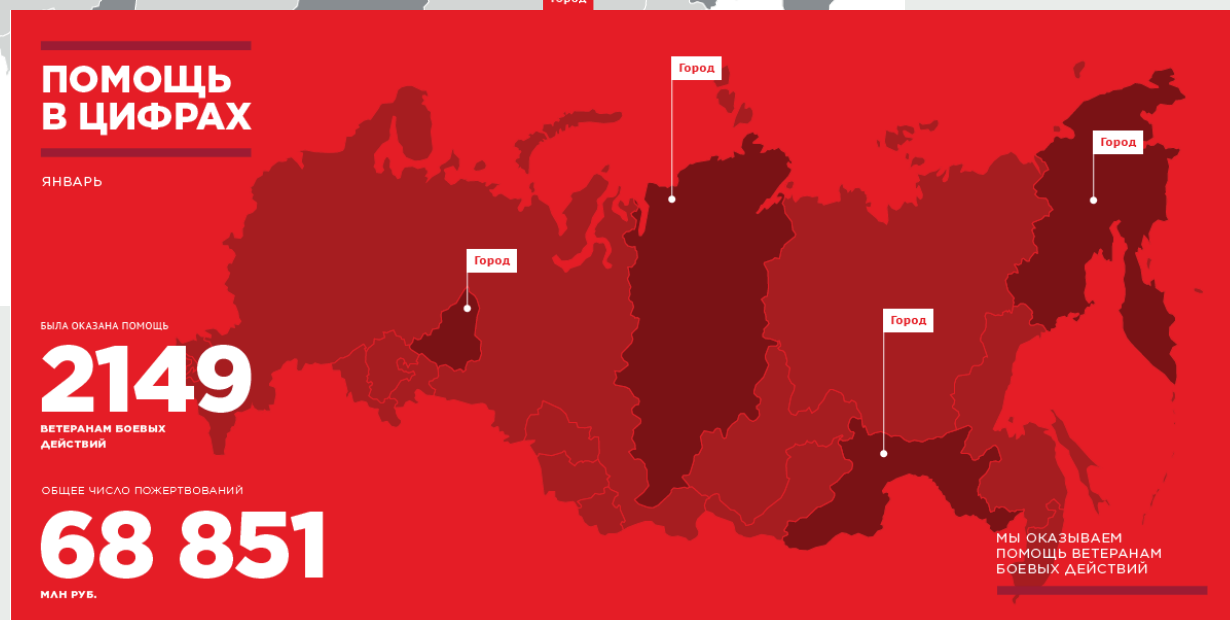 Город
ПОМОЩЬ
В ЦИФРАХ
ЯНВАРЬ
Город
Город
Город
Город
БЫЛА ОКАЗАНА ПОМОЩЬ
2149
ВЕТЕРАНАМ БОЕВЫХ
ДЕЙСТВИЙ
ОБЩЕЕ ЧИСЛО ПОЖЕРТВОВАНИЙ
68 851
МЛН РУБ.
МЫ ОКАЗЫВАЕМ
ПОМОЩЬ ВЕТЕРАНАМ
БОЕВЫХ ДЕЙСТВИЙ